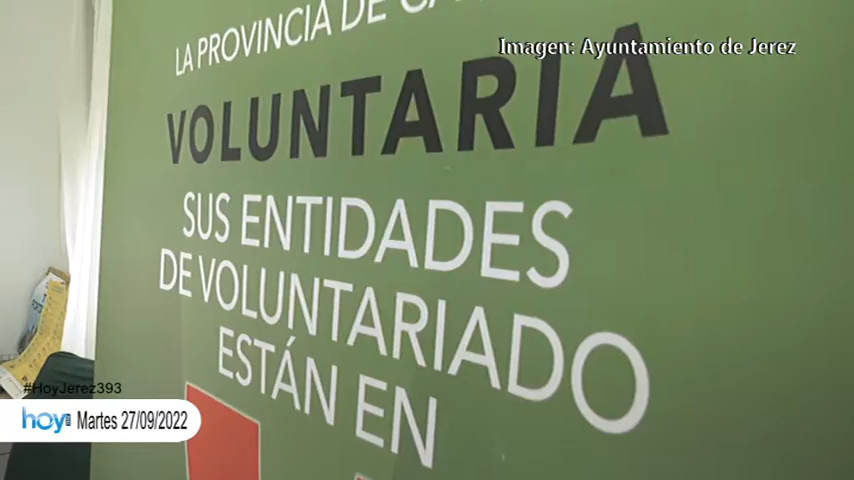 LA PROVINCIA DE
Imagen: Ayuntamiento de Jerez
VOLUNTARIA
SUS ENTIDADES
DE VOLUNTARIADO
ESTÁN EN
#HoyJerez393
hoy Martes 27/09/2022